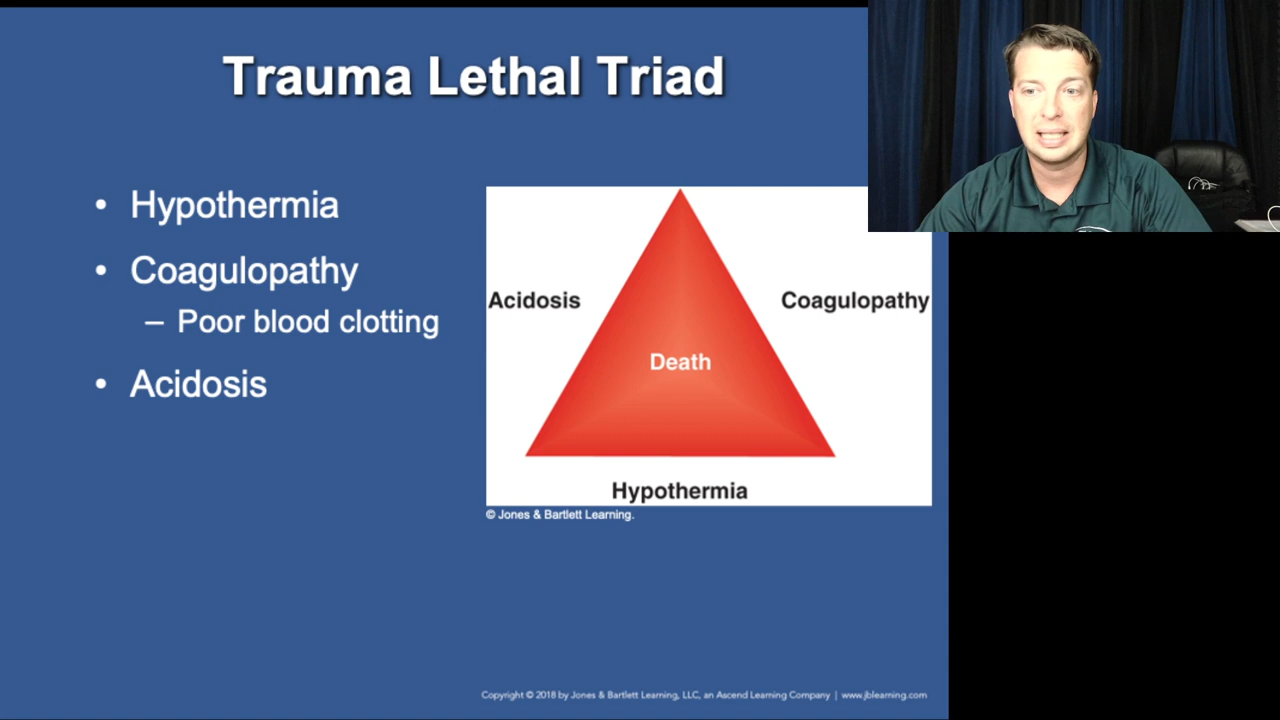 Trauma Lethal Triad
• Hypothermia
• Coagulopathy
– Poor blood clotting
• Acidosis
Acidosis
Coagulopathy
Death
Hypothermia
© Jones & Bartlett Learning.
Copyright © 2018 by Jones & Bartlett Learning, LLC, an Ascend Learning Company | www.jblearning.com